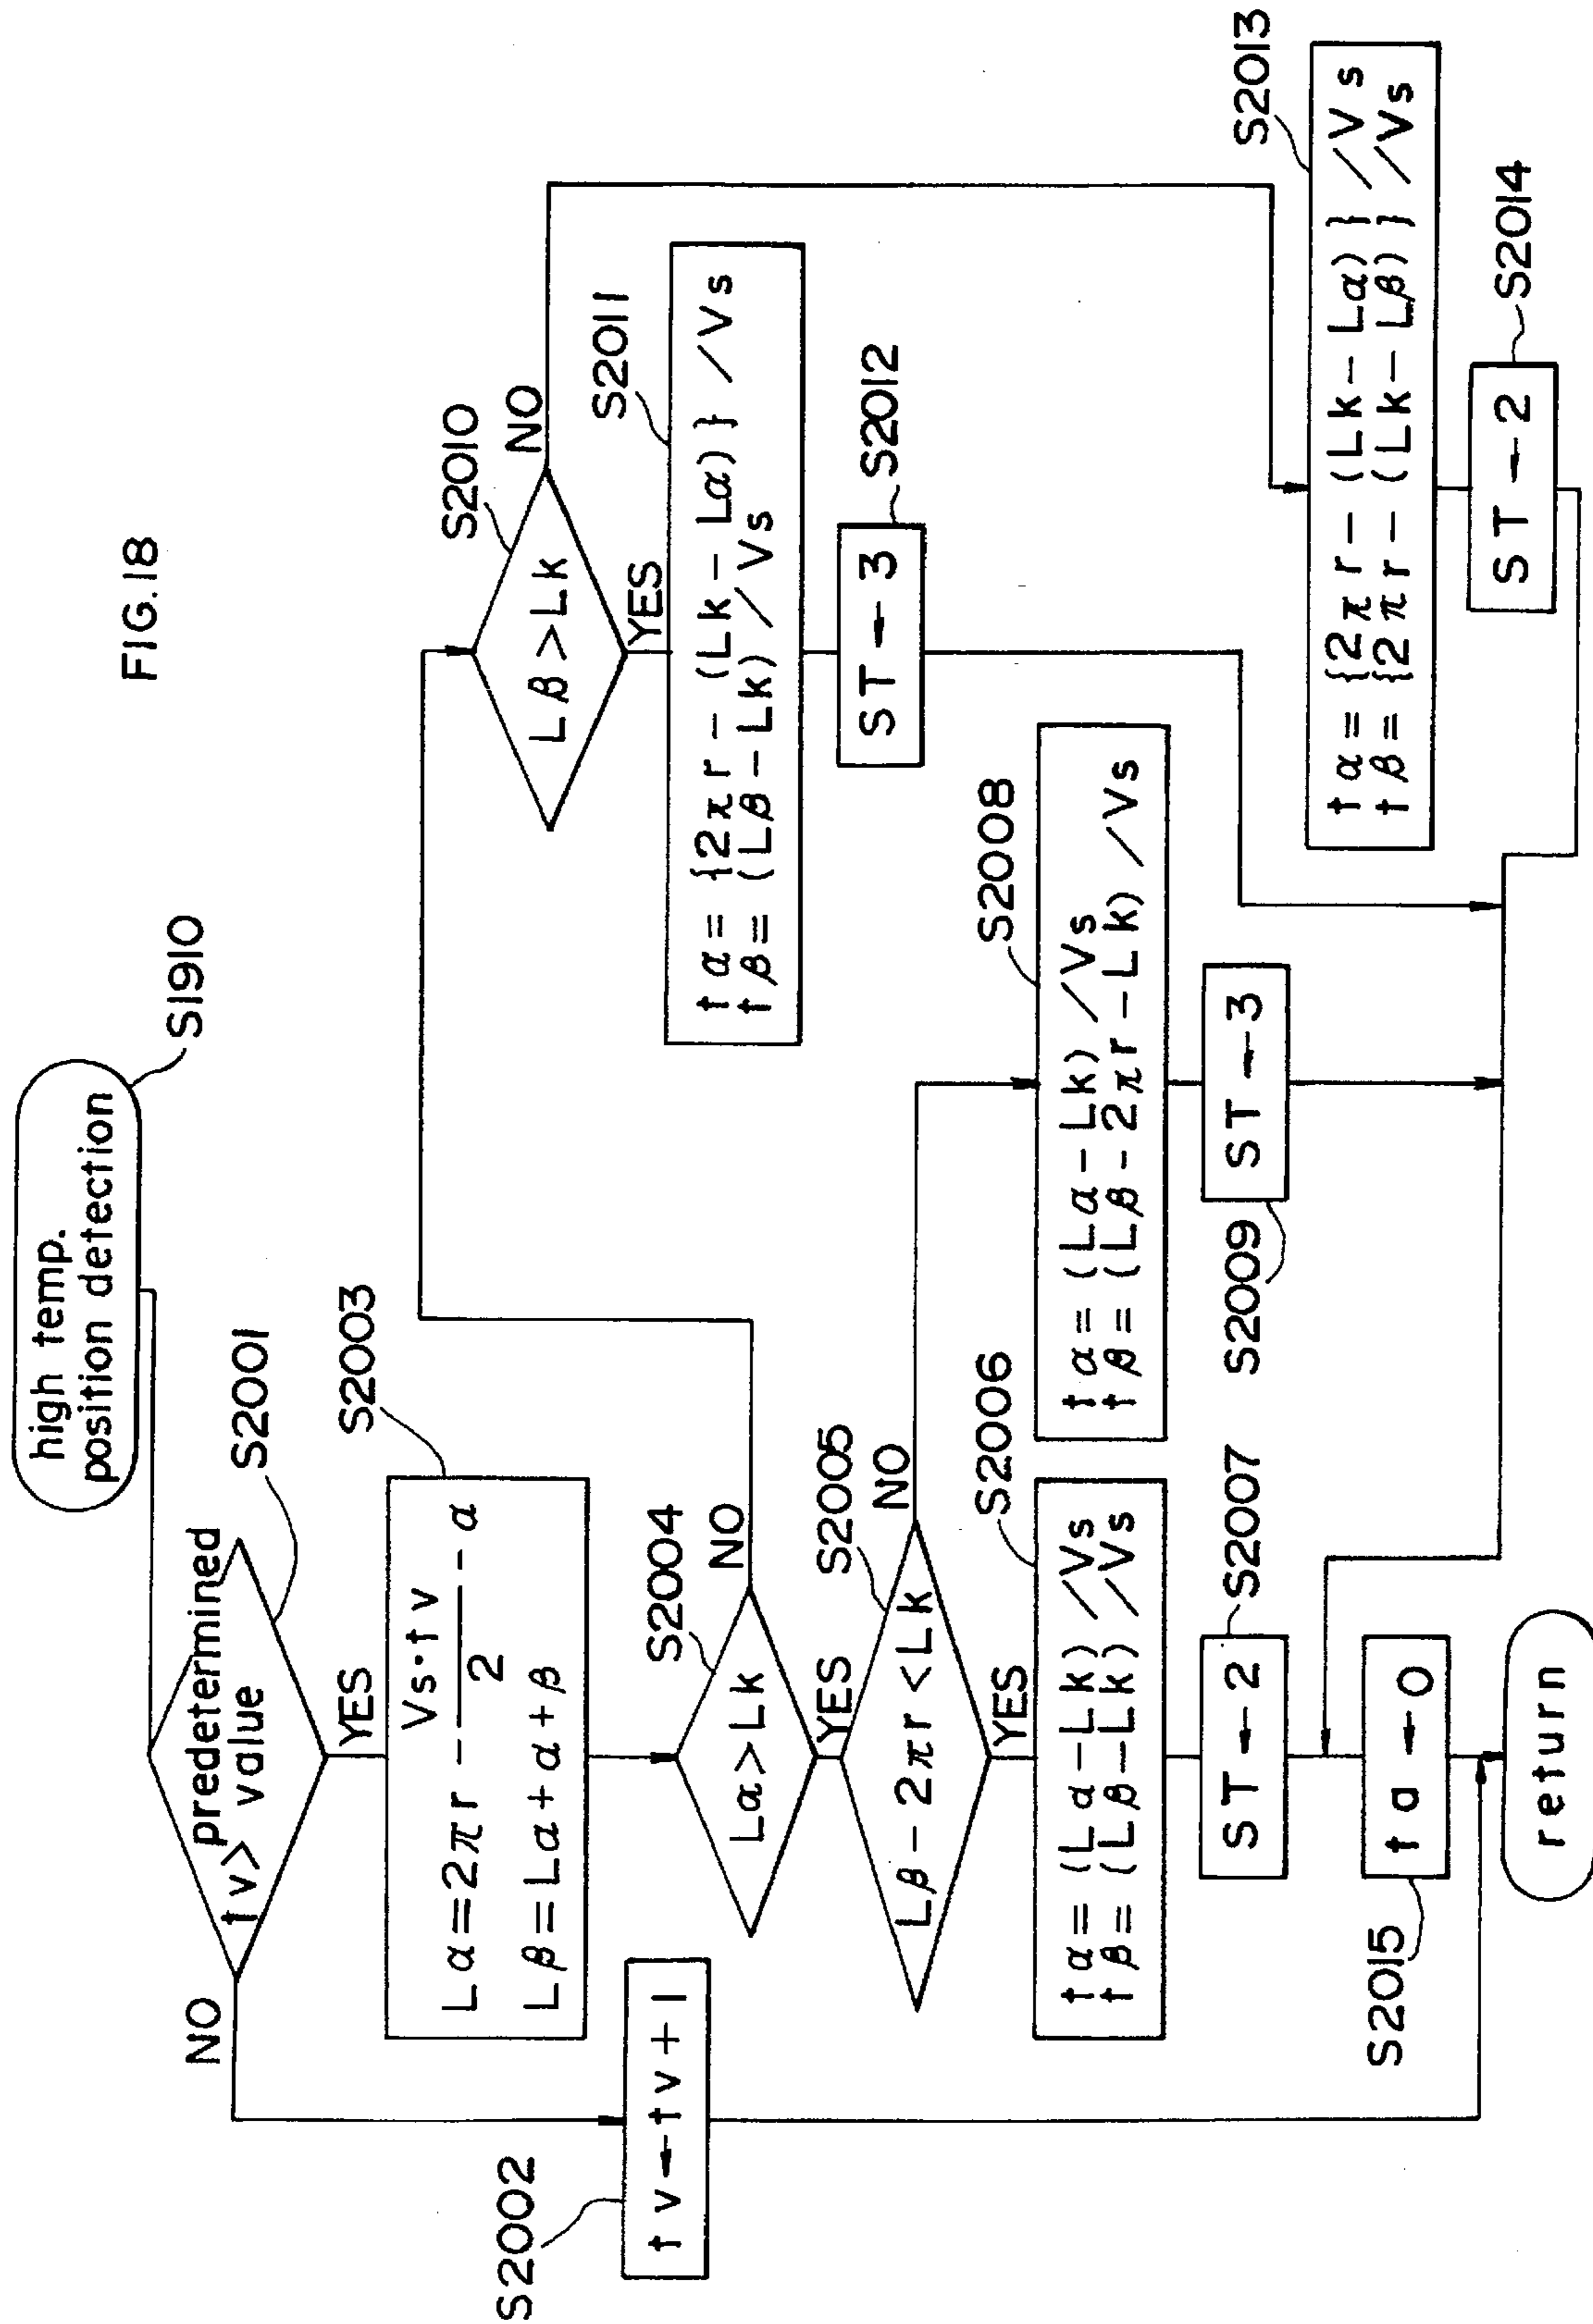 FIG.18
high temp.
position detection
S1910
predetermined
tv> value
S2001
NO
YES
S2002
tv←tv+1
S2003
Lα=2πr-Vs·tv/2-α
Lβ=Lα+α+β
S2004
Lα>Lk
NO
YES
S2005
Lβ-2πr<Lk
NO
YES
S2006
tα=(Lα-Lk)/Vs
tβ=(Lβ-Lk)/Vs
S2007
ST←2
S2008
tα=(Lα-Lk)/Vs
tβ=(Lβ-2πr-Lk)/Vs
S2009
ST←3
S2010
Lβ>Lk
NO
YES
S2011
tα={2πr-(Lk-Lα)}/Vs
tβ=(Lβ-Lk)/Vs
S2012
ST←3
S2013
tα={2πr-(Lk-Lα)}/Vs
tβ={2πr-(Lk-Lβ)}/Vs
S2014
ST←2
S2015
ta←0
return